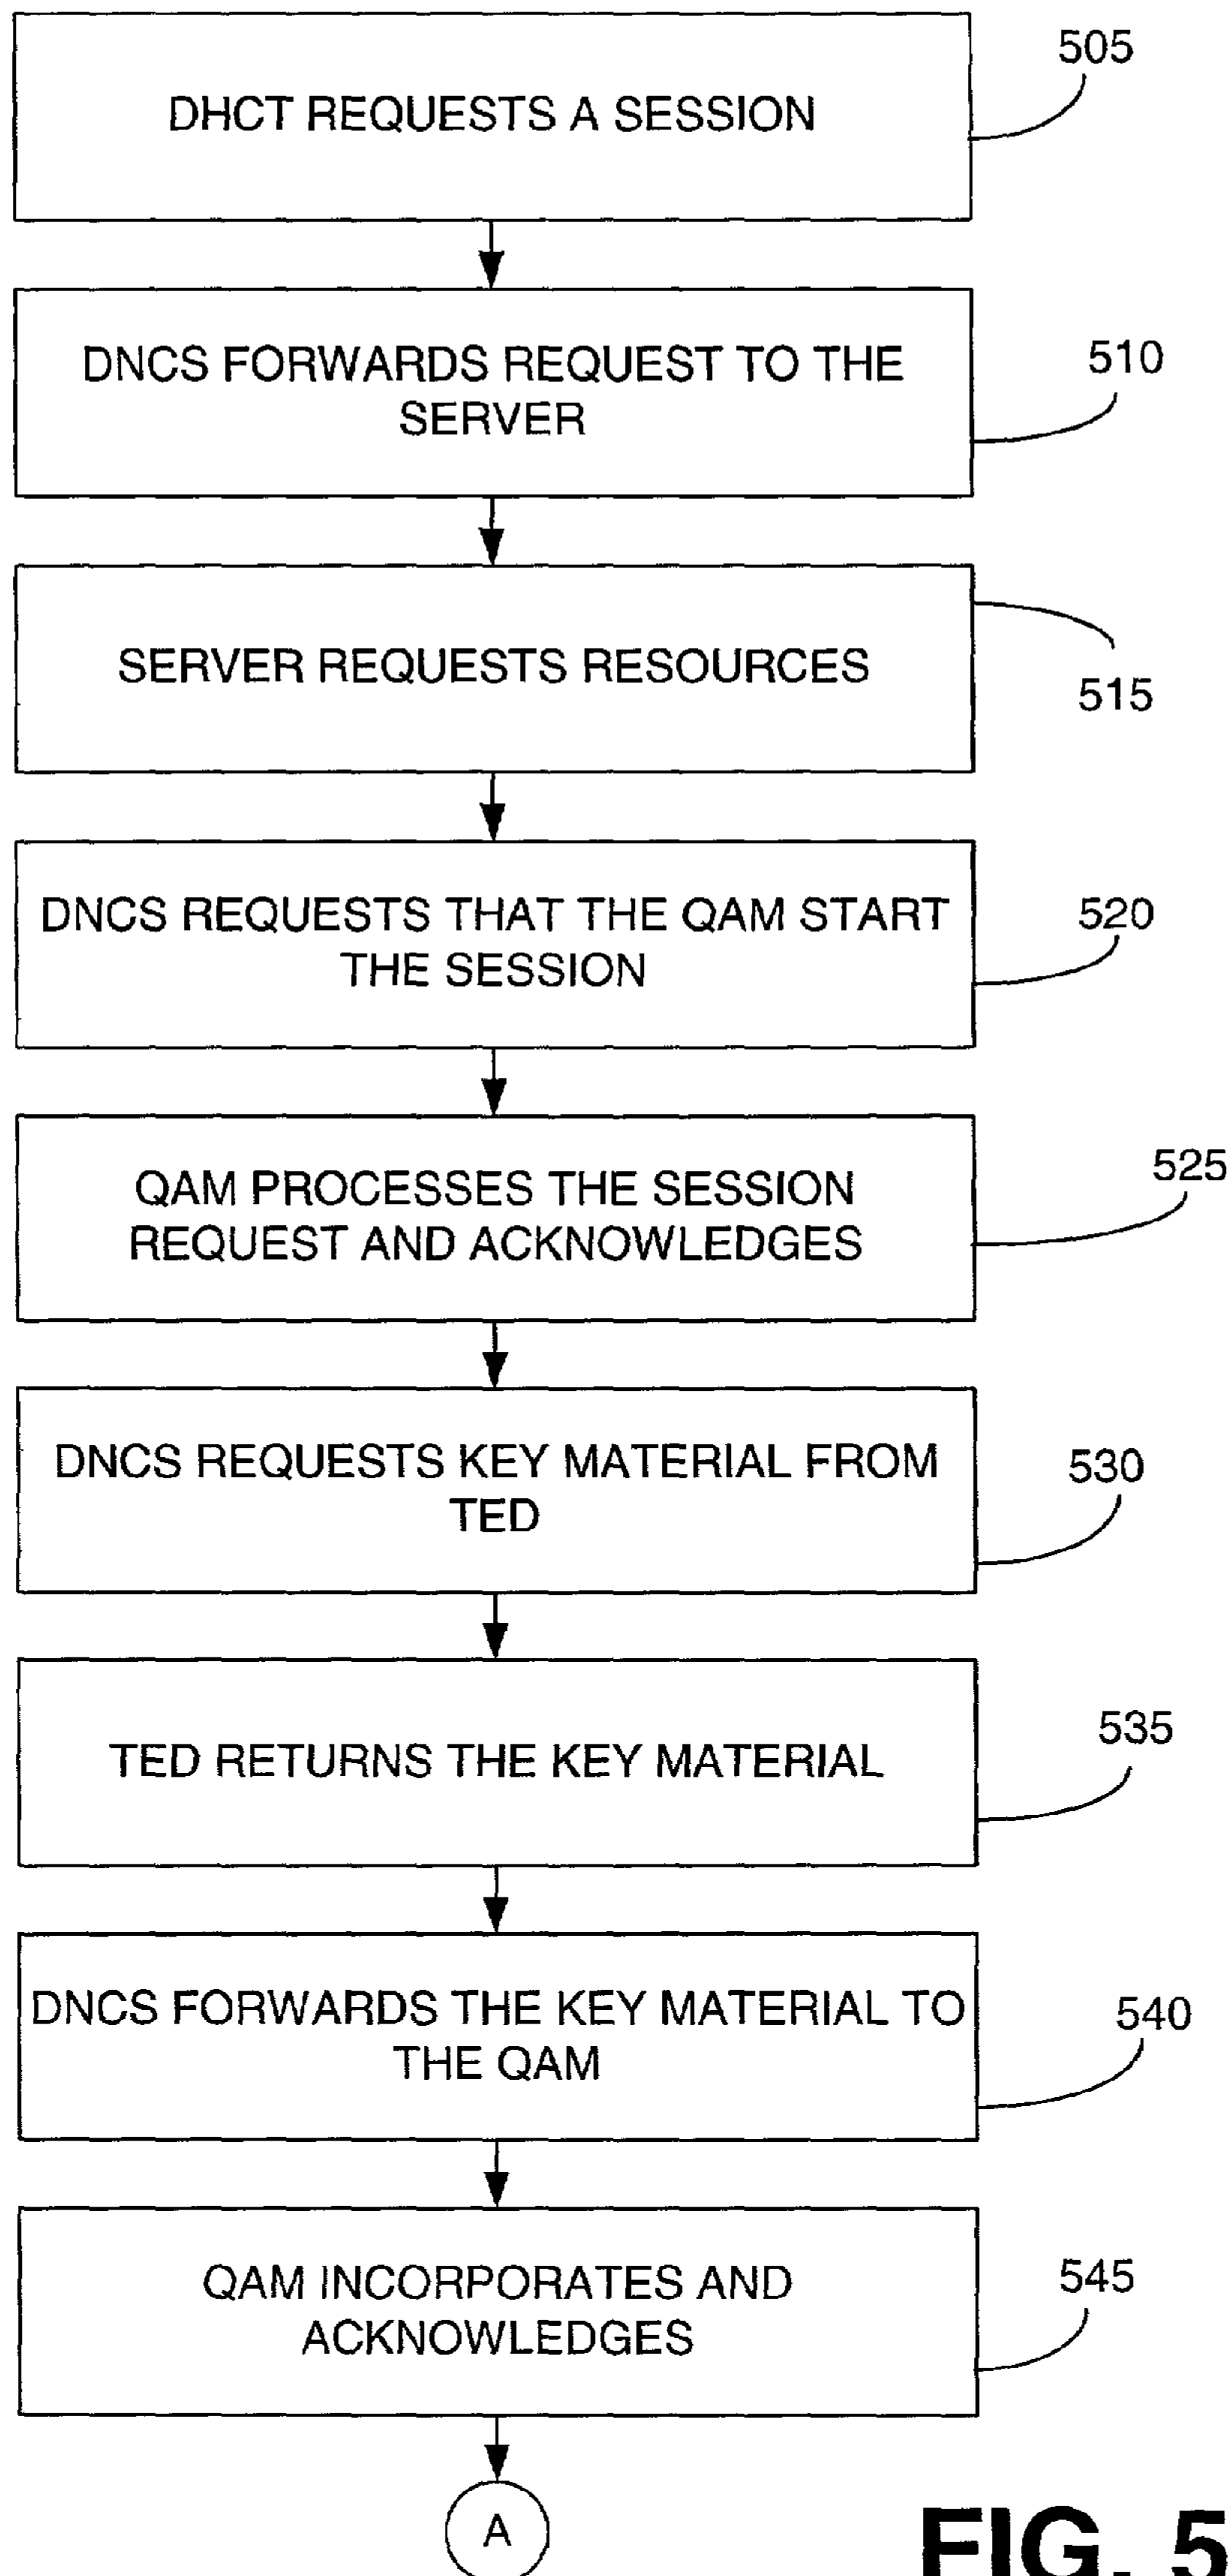 DHCT REQUESTS A SESSION
505
DNCS FORWARDS REQUEST TO THE
SERVER
510
SERVER REQUESTS RESOURCES
515
DNCS REQUESTS THAT THE QAM START
THE SESSION
520
QAM PROCESSES THE SESSION
REQUEST AND ACKNOWLEDGES
525
DNCS REQUESTS KEY MATERIAL FROM
TED
530
TED RETURNS THE KEY MATERIAL
535
DNCS FORWARDS THE KEY MATERIAL TO
THE QAM
540
QAM INCORPORATES AND
ACKNOWLEDGES
545
A
FIG. 5